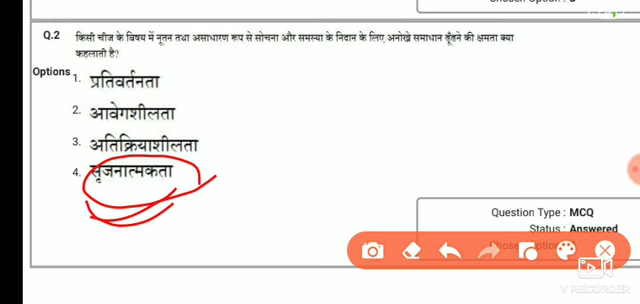 Q.2 किसी चीज के बिषय में नूतन तथा असाधारण रूप से सोचना और समस्या के निदान के लिए अनोखे समाधान ढूँढने की क्षमता क्या
कहलाती है?
Options 1. प्रतिवर्तनता
2. आवेगशीलता
3. अतिक्रियाशीलता
4. सृजनात्मकता
Question Type : MCQ
Status : Answered
V RECORDER